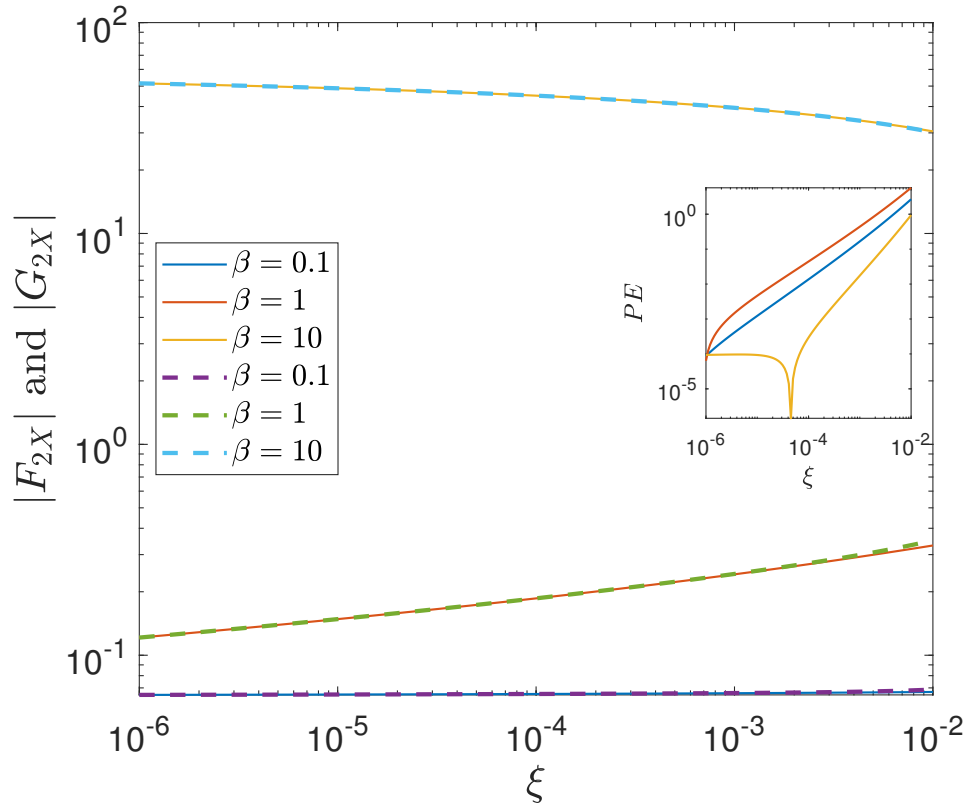 10^2
10^1
10^0
10^-1
|F_{2X}| and |G_{2X}|
β = 0.1
β = 1
β = 10
β = 0.1
β = 1
β = 10
10^0
10^-5
PE
10^-6 10^-4 10^-2
ξ
10^-6 10^-5 10^-4 10^-3 10^-2
ξ